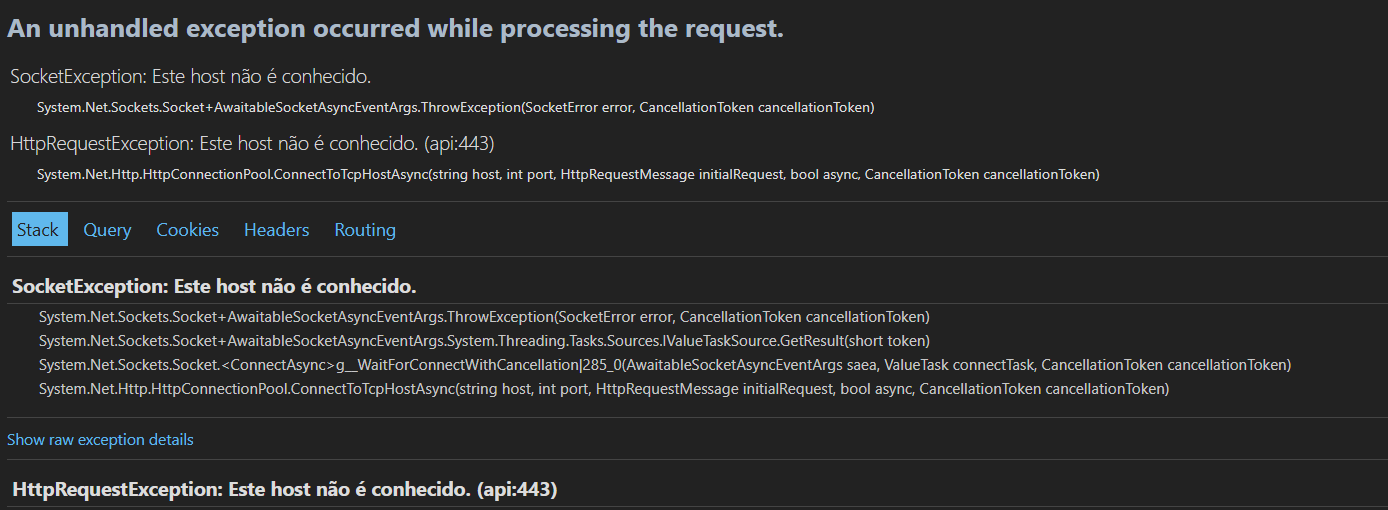 An unhandled exception occurred while processing the request.
SocketException: Este host não é conhecido.
System.Net.Sockets.Socket+AwaitableSocketAsyncEventArgs.ThrowException(SocketError error, CancellationToken cancellationToken)
HttpRequestException: Este host não é conhecido. (api:443)
System.Net.Http.HttpConnectionPool.ConnectToTcpHostAsync(string host, int port, HttpRequestMessage initialRequest, bool async, CancellationToken cancellationToken)
Stack Query Cookies Headers Routing
SocketException: Este host não é conhecido.
System.Net.Sockets.Socket+AwaitableSocketAsyncEventArgs.ThrowException(SocketError error, CancellationToken cancellationToken)
System.Net.Sockets.Socket+AwaitableSocketAsyncEventArgs.System.Threading.Tasks.Sources.IValueTaskSource.GetResult(short token)
System.Net.Sockets.Socket.<ConnectAsync>g__WaitForConnectWithCancellation|285_0(AwaitableSocketAsyncEventArgs saea, ValueTask connectTask, CancellationToken cancellationToken)
System.Net.Http.HttpConnectionPool.ConnectToTcpHostAsync(string host, int port, HttpRequestMessage initialRequest, bool async, CancellationToken cancellationToken)
Show raw exception details
HttpRequestException: Este host não é conhecido. (api:443)